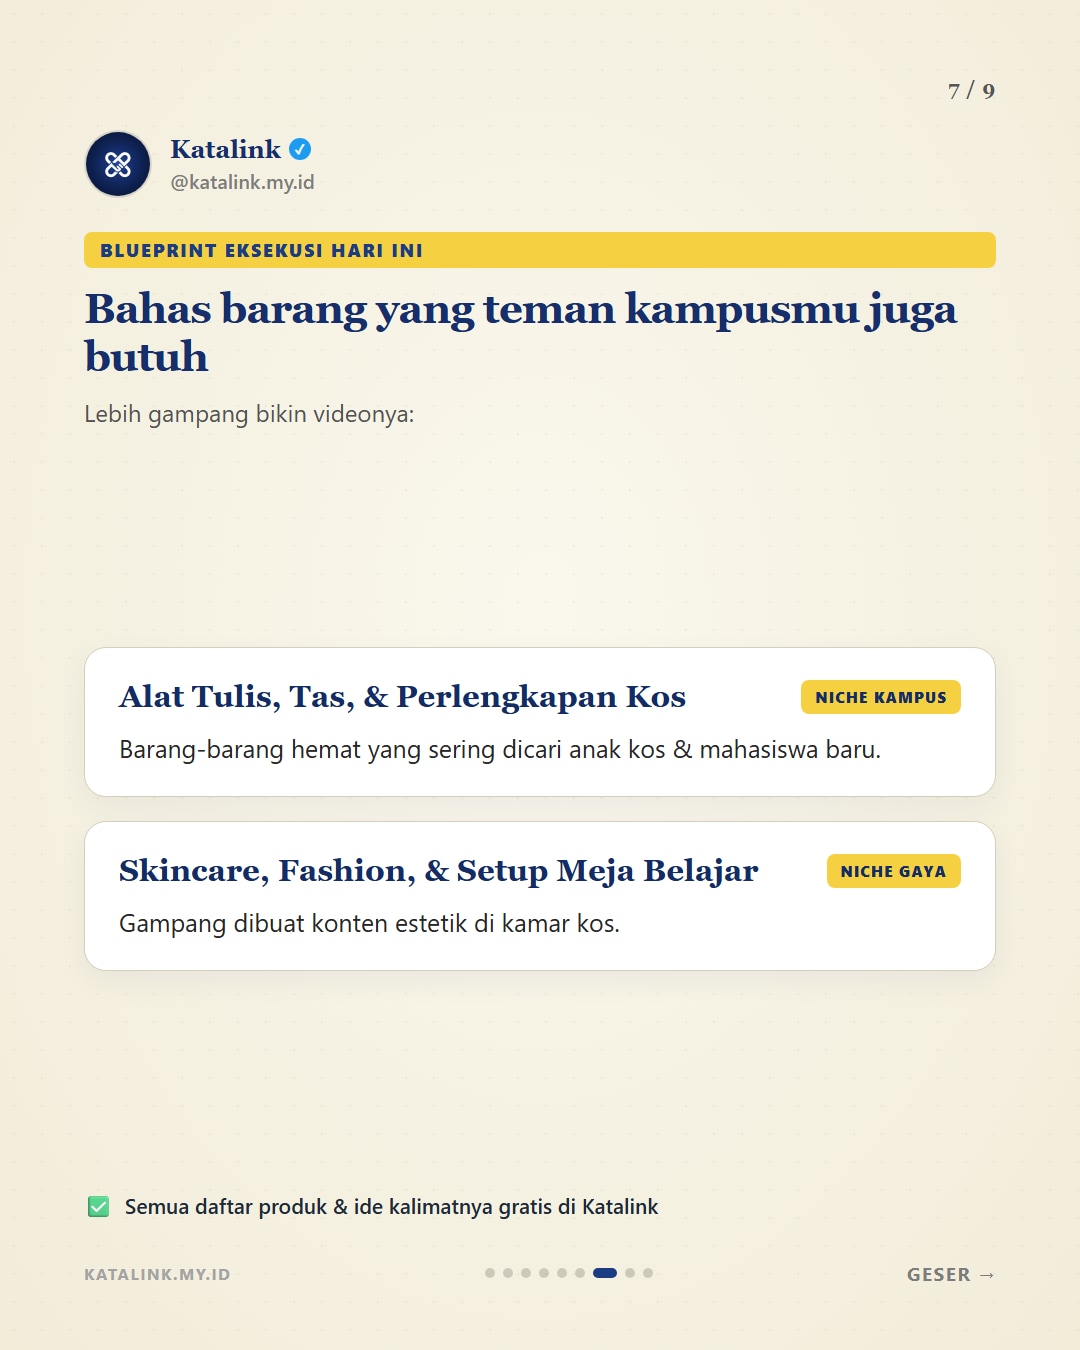 7 / 9
Katalink
@katalink.my.id
BLUEPRINT EKSEKUSI HARI INI
Bahas barang yang teman kampusmu juga
butuh
Lebih gampang bikin videonya:
Alat Tulis, Tas, & Perlengkapan Kos
NICHE KAMPUS
Barang-barang hemat yang sering dicari anak kos & mahasiswa baru.
Skincare, Fashion, & Setup Meja Belajar
NICHE GAYA
Gampang dibuat konten estetik di kamar kos.
✅ Semua daftar produk & ide kalimatnya gratis di Katalink
KATALINK.MY.ID
GESER →